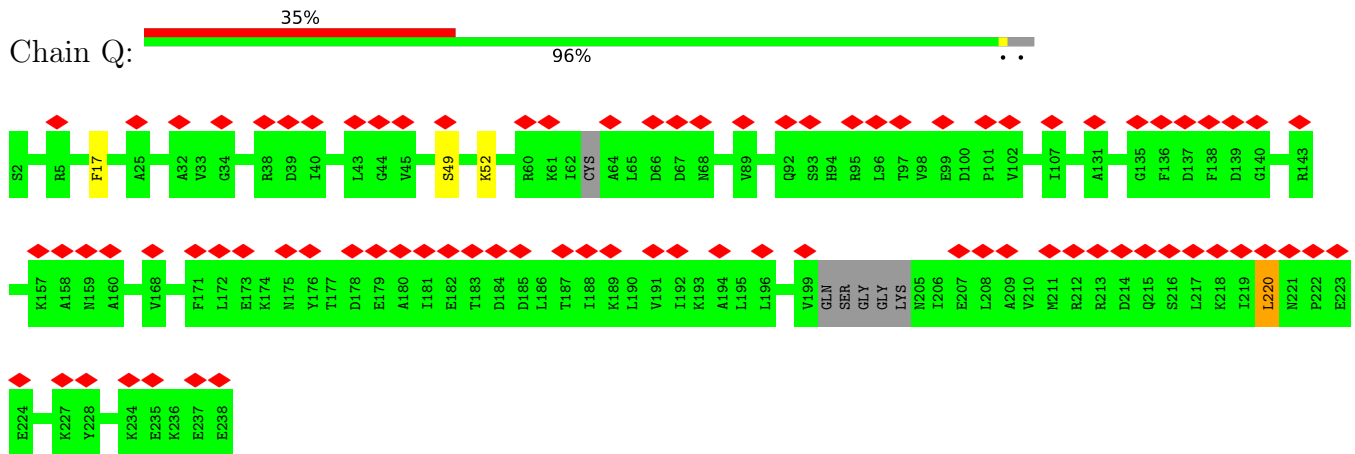 35%
Chain Q:
96%
• •
S2 R5 F17 A25 A32 V33 G34 R38 D39 I40 L43 G44 V45 S49 K52 R60 K61 I62 CYS A64 L65 D66 D67 N68 V89 Q92 S93 H94 R95 L96 T97 V98 E99 D100 P101 V102 I107 A131 G135 F136 D137 F138 D139 G140 R143
K157 A158 N159 A160 V168 F171 L172 E173 K174 N175 Y176 T177 D178 E179 A180 I181 E182 T183 D184 D185 L186 T187 I188 K189 L190 V191 I192 K193 A194 L195 L196 V199 GLN SER GLY GLY LYS N205 I206 E207 L208 A209 V210 M211 R212 R213 D214 Q215 S216 L217 K218 I219 L220 N221 P222 E223
E224 K227 Y228 K234 E235 K236 E237 E238